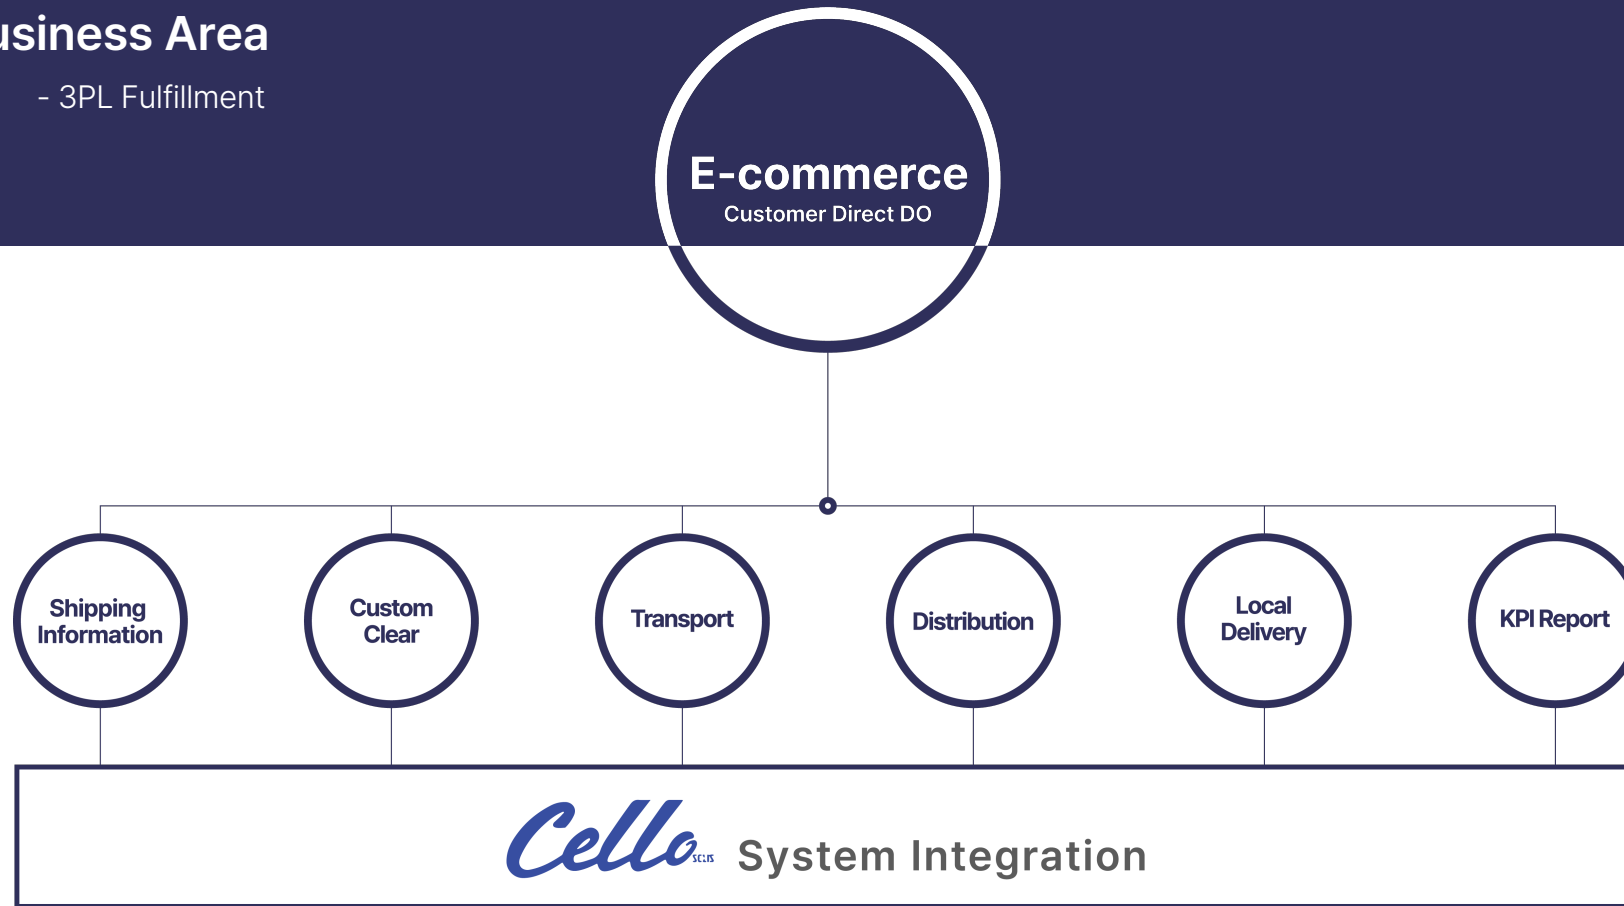 usiness Area
- 3PL Fulfillment
E-commerce
Customer Direct DO
Shipping
Information
Custom
Clear
Transport
Distribution
Local
Delivery
KPI Report
Cello System Integration